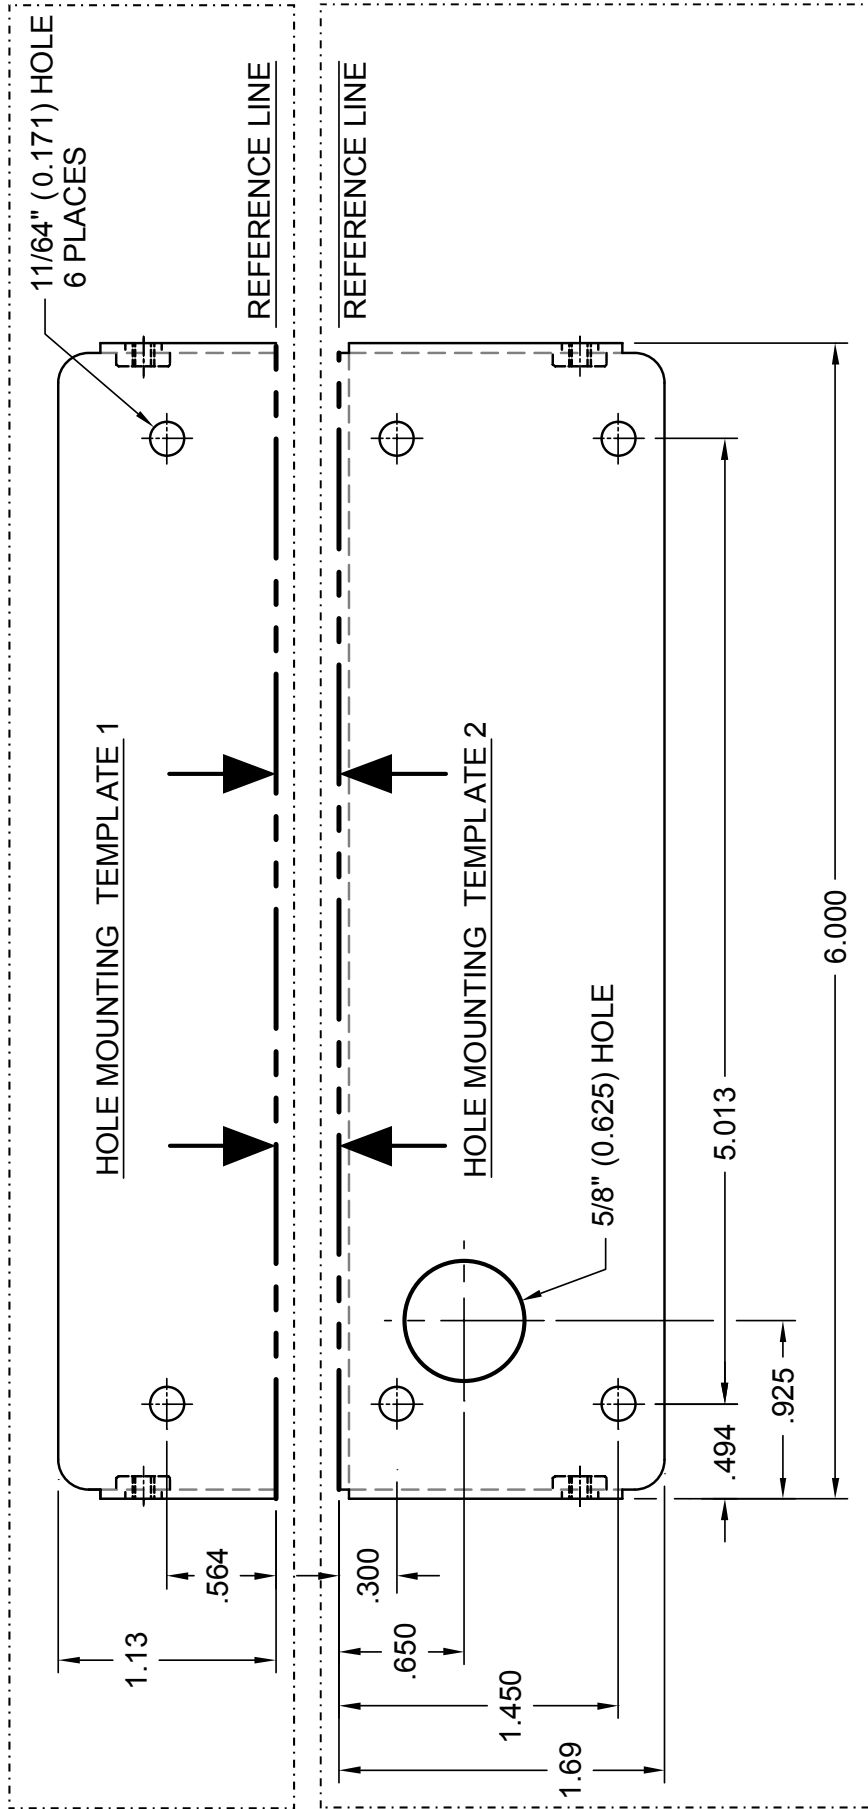 11/64" (0.171) HOLE
6 PLACES
REFERENCE LINE
REFERENCE LINE
HOLE MOUNTING TEMPLATE 1
HOLE MOUNTING TEMPLATE 2
5/8" (0.625) HOLE
1.13
.564
.300
.650
1.450
1.69
.494
.925
5.013
6.000